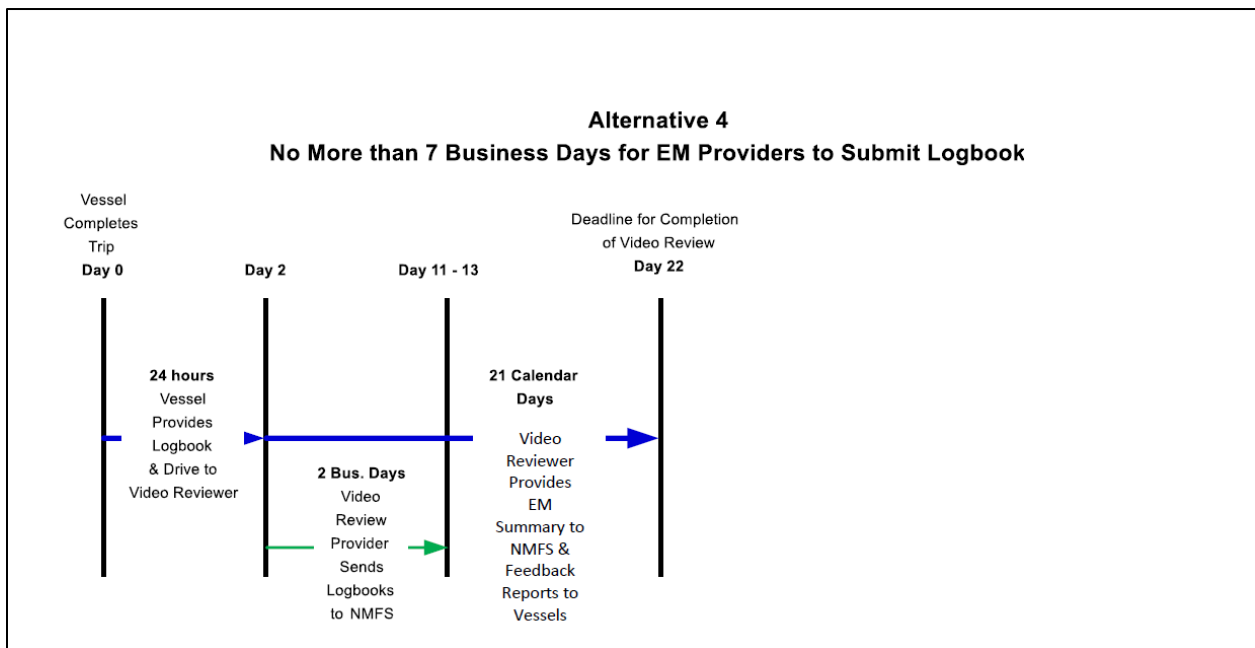 Alternative 4
No More than 7 Business Days for EM Providers to Submit Logbook
Vessel
Completes
Trip
Day 0
Day 2
Day 11 - 13
Deadline for Completion
of Video Review
Day 22
24 hours
Vessel
Provides
Logbook
& Drive to
Video Reviewer
2 Bus. Days
Video
Review
Provider
Sends
Logbooks
to NMFS
21 Calendar
Days
Video
Reviewer
Provides
EM
Summary to
NMFS &
Feedback
Reports to
Vessels